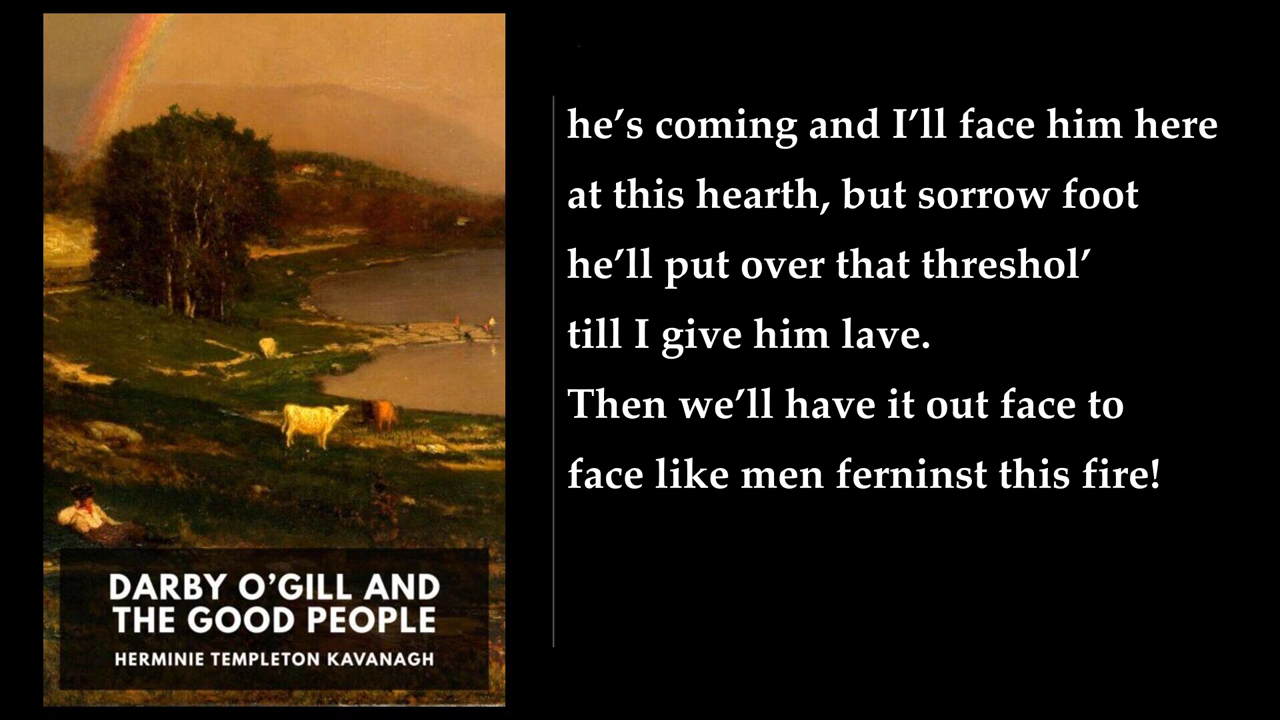 he’s coming and I’ll face him here
at this hearth, but sorrow foot
he’ll put over that threshol’
till I give him lave.
Then we’ll have it out face to
face like men ferninst this fire!
DARBY O’GILL AND
THE GOOD PEOPLE
HERMINIE TEMPLETON KAVANAGH